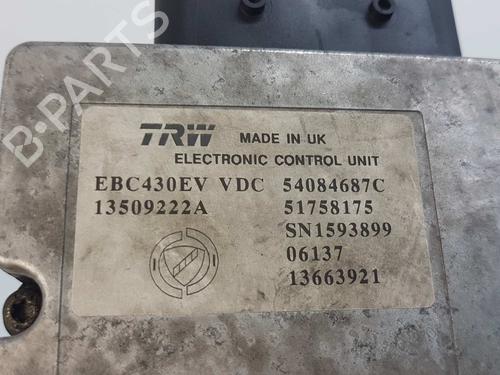 B-PARTS
TRW MADE IN UK
ELECTRONIC CONTROL UNIT
EBC430EV VDC 54084687C
13509222A 51758175
SN1593899
06137
13663921